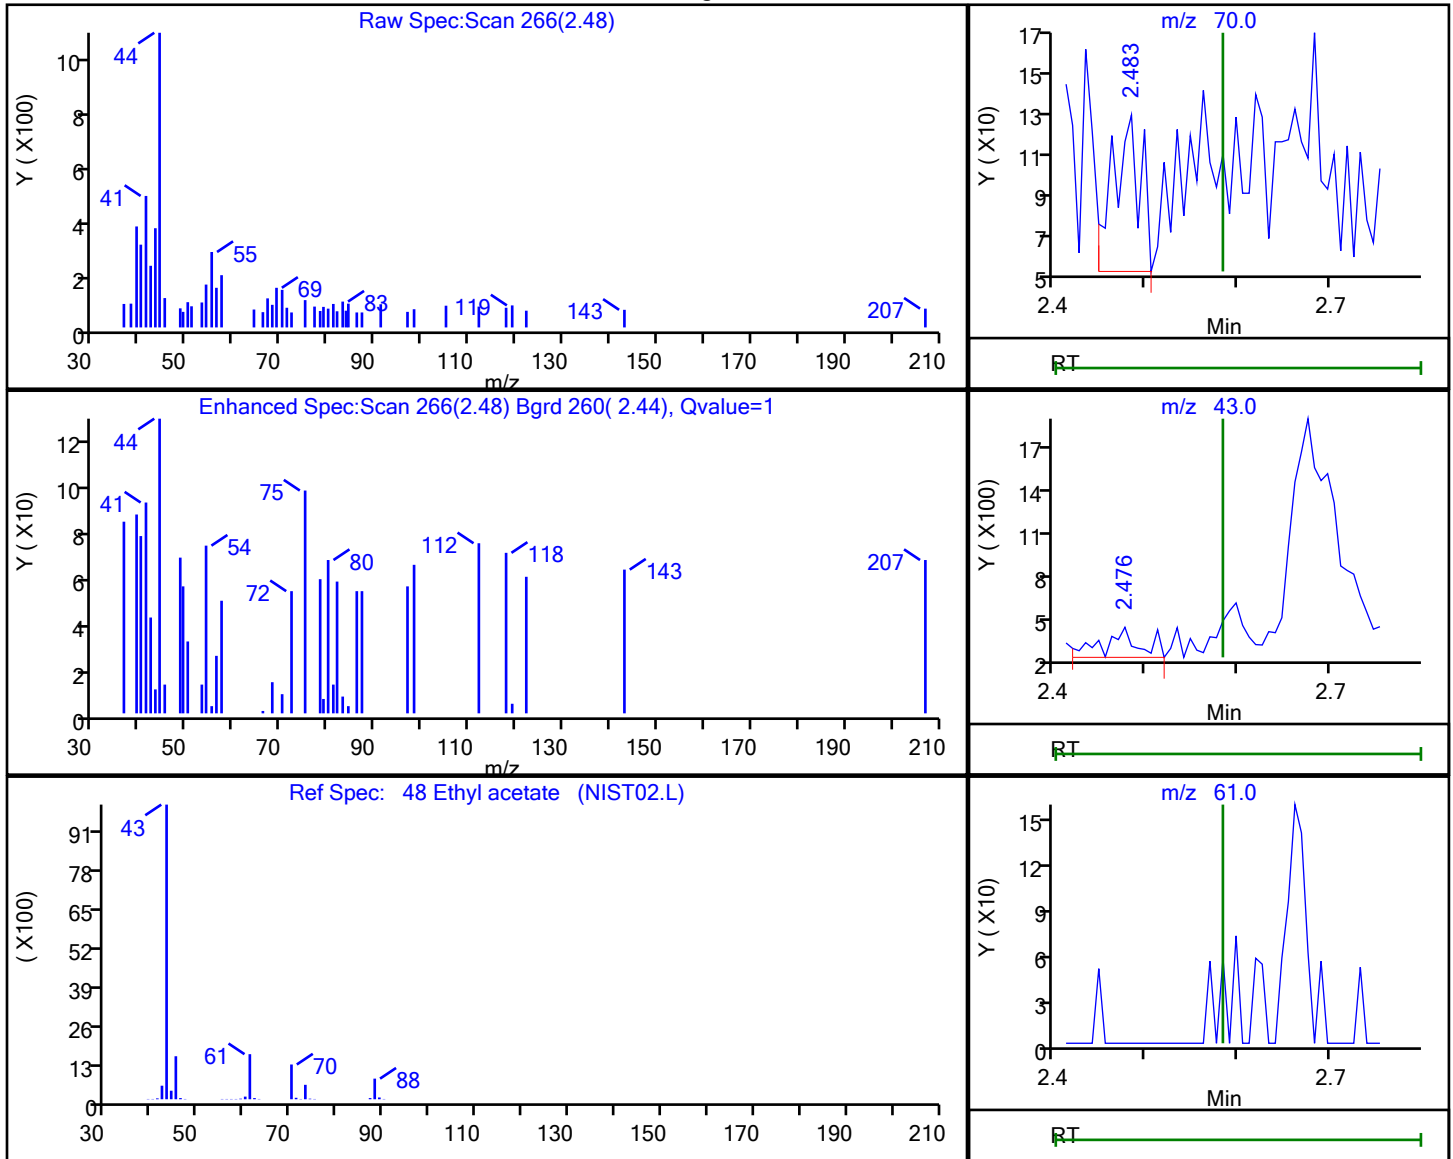 Raw Spec:Scan 266(2.48)
Y ( X100)
10
8
6
4
2
0
44
41
55
69
83
119
143
207
30 50 70 90 110 130 150 170 190 210
m/z
m/z 70.0
Y ( X10)
17
15
13
11
9
7
5
2.483
2.4 2.7
Min
RT
Enhanced Spec:Scan 266(2.48) Bgrd 260( 2.44), Qvalue=1
Y ( X10)
12
10
8
6
4
2
0
44
41
75
54
72
80
112
118
143
207
30 50 70 90 110 130 150 170 190 210
m/z
m/z 43.0
Y ( X100)
17
14
11
8
5
2
2.476
2.4 2.7
Min
RT
Ref Spec: 48 Ethyl acetate (NIST02.L)
( X100)
91
78
65
52
39
26
13
0
43
61
70
88
30 50 70 90 110 130 150 170 190 210
m/z 61.0
Y ( X10)
15
12
9
6
3
0
2.4 2.7
Min
RT